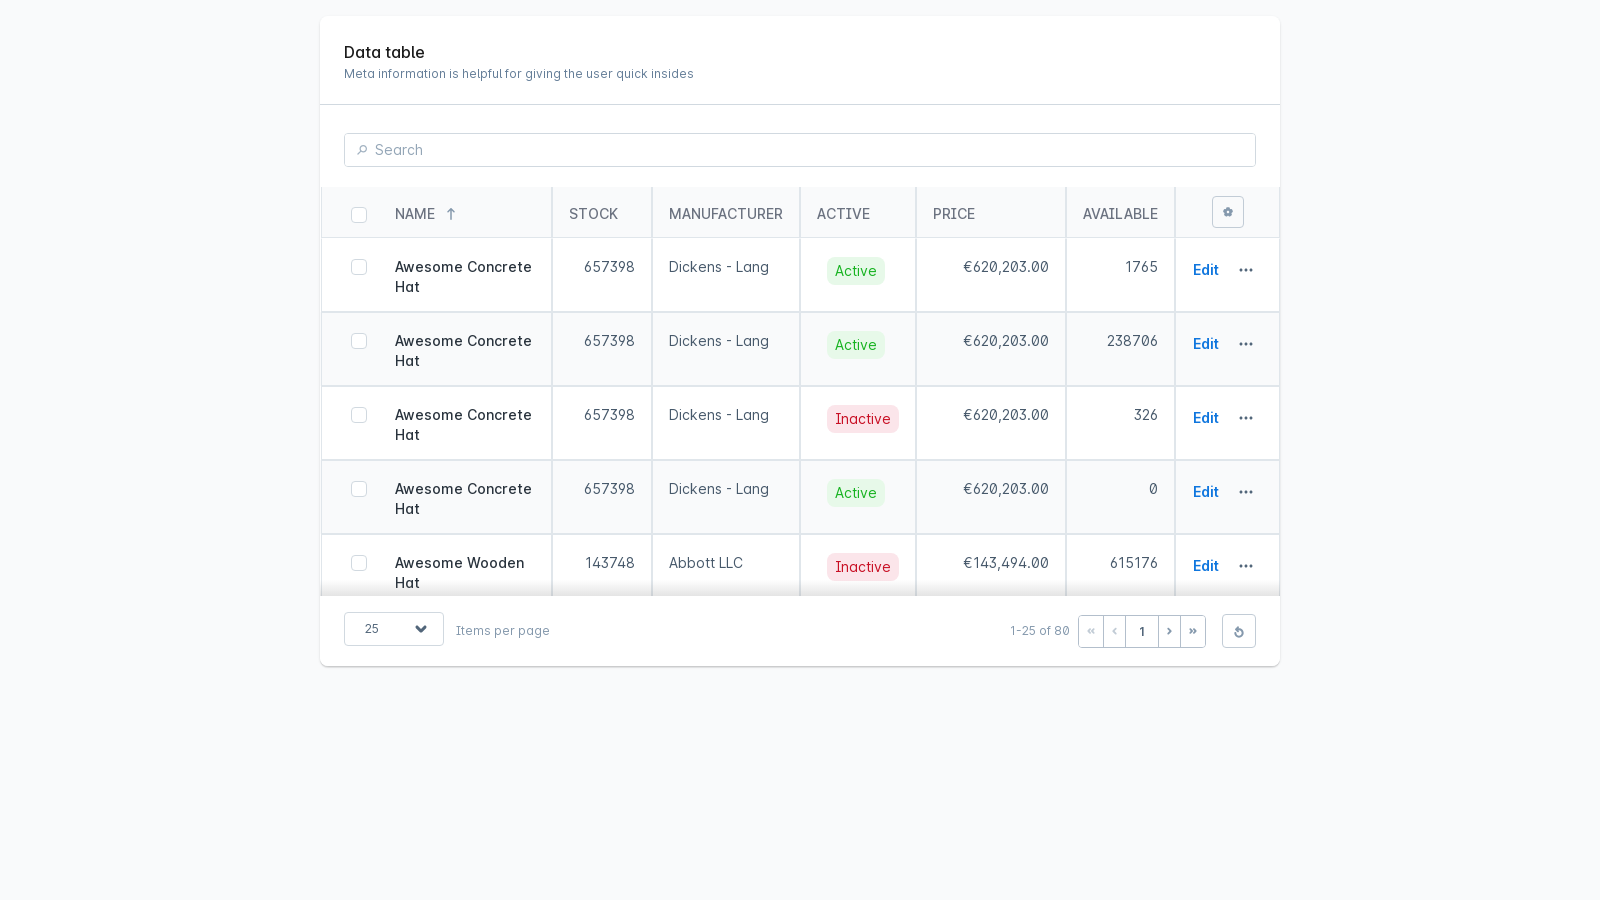 Data table
Meta information is helpful for giving the user quick insides
Search
NAME STOCK MANUFACTURER ACTIVE PRICE AVAILABLE
Awesome Concrete Hat 657398 Dickens - Lang Active €620,203.00 1765 Edit
Awesome Concrete Hat 657398 Dickens - Lang Active €620,203.00 238706 Edit
Awesome Concrete Hat 657398 Dickens - Lang Inactive €620,203.00 326 Edit
Awesome Concrete Hat 657398 Dickens - Lang Active €620,203.00 0 Edit
Awesome Wooden Hat 143748 Abbott LLC Inactive €143,494.00 615176 Edit
25 Items per page 1-25 of 80 « ‹ 1 › »